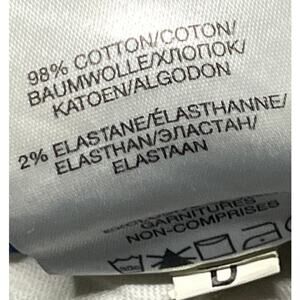 98% COTTON/COTON/
BAUMWOLLE/ХЛОПОК/
KATOEN/ALGODON
2% ELASTANE/ÉLASTHANNE/
ELASTHAN/ЭЛАСТАН/
ELASTAAN
GARNITURES
NON-COMPRISES